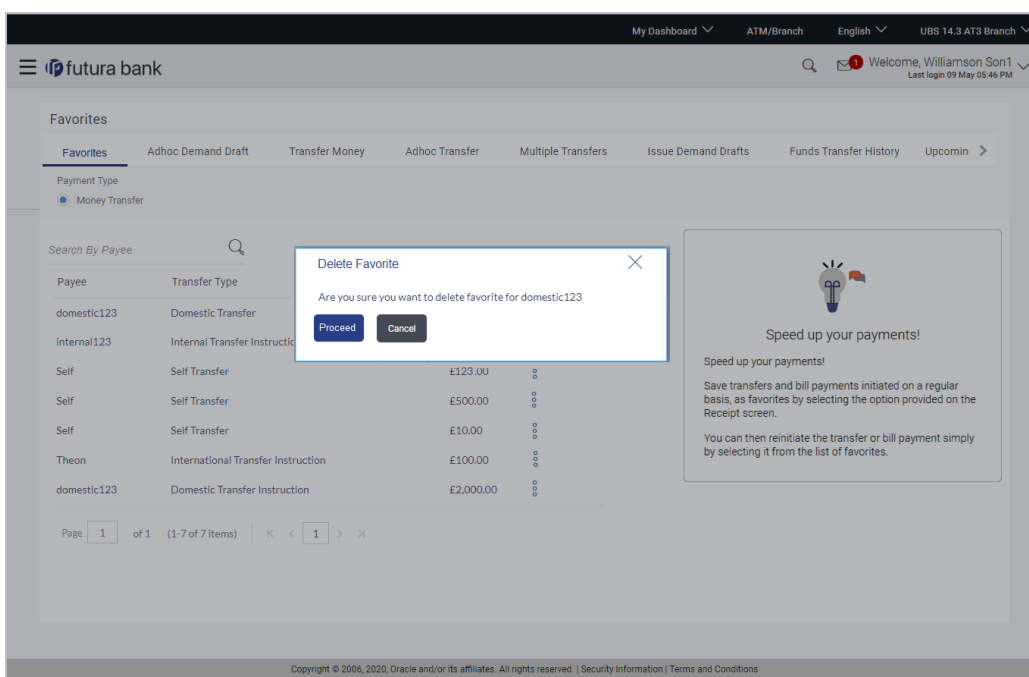 My Dashboard ATM/Branch English UBS 14.3 AT3 Branch
futura bank
1 Welcome, Williamson Son1
Last login 09 May 05:46 PM
Favorites
Favorites Adhoc Demand Draft Transfer Money Adhoc Transfer Multiple Transfers Issue Demand Drafts Funds Transfer History Upcomin
Payment Type
Money Transfer
Search By Payee
Payee Transfer Type
domestic123 Domestic Transfer
internal123 Internal Transfer Instructic
Self Self Transfer £123.00
Self Self Transfer £500.00
Self Self Transfer £10.00
Theon International Transfer Instruction £100.00
domestic123 Domestic Transfer Instruction £2,000.00
Page 1 of 1 (1-7 of 7 items) K < 1 > X
Delete Favorite
Are you sure you want to delete favorite for domestic123
Proceed Cancel
Speed up your payments!
Speed up your payments!
Save transfers and bill payments initiated on a regular
basis, as favorites by selecting the option provided on the
Receipt screen.
You can then reinitiate the transfer or bill payment simply
by selecting it from the list of favorites.
Copyright © 2006, 2020, Oracle and/or its affiliates. All rights reserved. | Security Information | Terms and Conditions